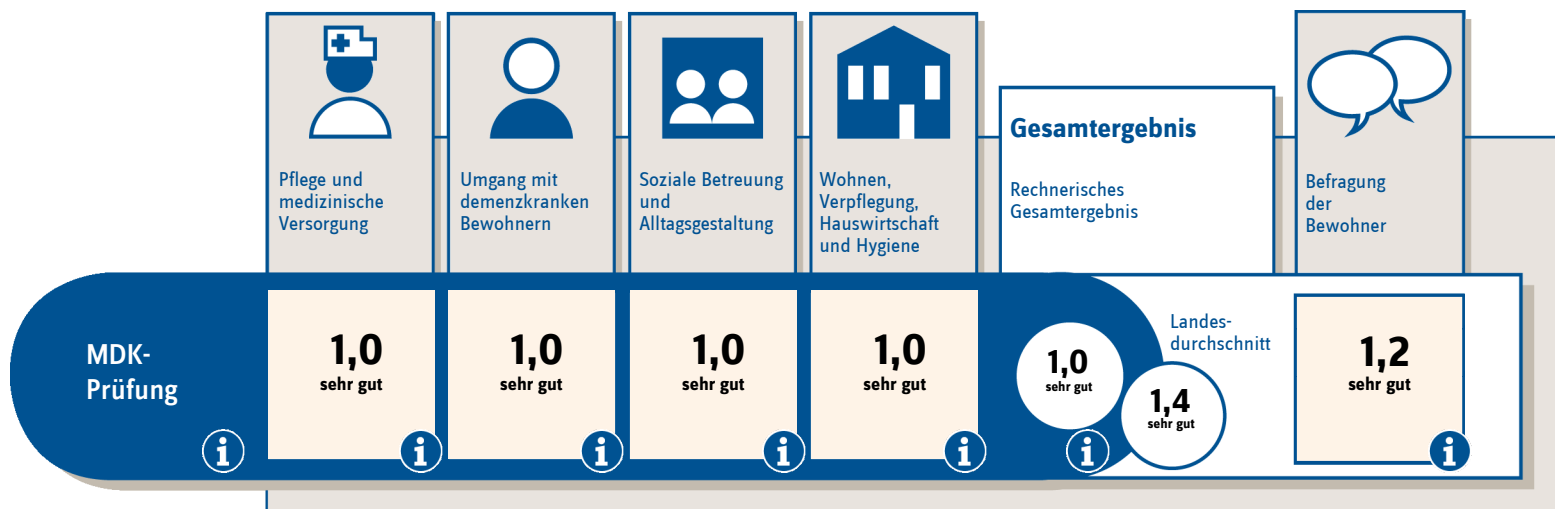 Pflege und
medizinische
Versorgung
Umgang mit
demenzkranken
Bewohnern
Soziale Betreuung
und
Alltagsgestaltung
Wohnen,
Verpflegung,
Hauswirtschaft
und Hygiene
Gesamtergebnis
Rechnerisches
Gesamtergebnis
Befragung
der
Bewohner
MDK-
Prüfung
i
1,0
sehr gut
i
1,0
sehr gut
i
1,0
sehr gut
i
1,0
sehr gut
i
1,0
sehr gut
i
Landes-
durchschnitt
1,4
sehr gut
1,2
sehr gut
i